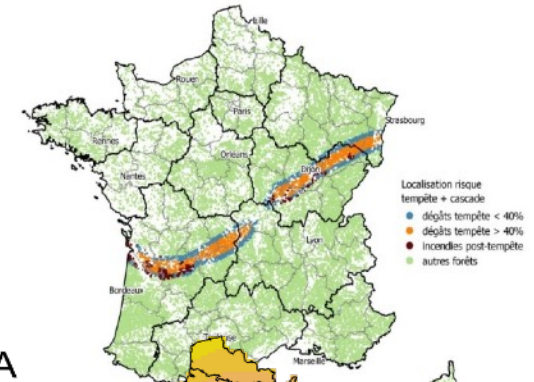 Lille
Rouen
Paris
Strasbourg
Rennes
Orléans
Dijon
Nantes
Localisation risque
tempête + cascade
dégâts tempête < 40%
dégâts tempête > 40%
incendies post-tempête
autres forêts
Lyon
Bordeaux
Toulouse
Marseille
A